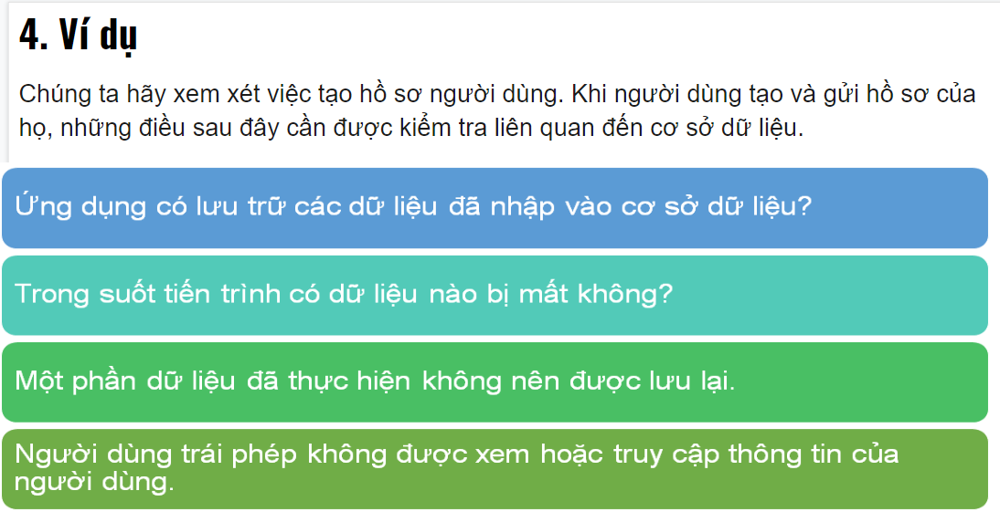 4. Ví dụ
Chúng ta hãy xem xét việc tạo hồ sơ người dùng. Khi người dùng tạo và gửi hồ sơ của
họ, những điều sau đây cần được kiểm tra liên quan đến cơ sở dữ liệu.
Ứng dụng có lưu trữ các dữ liệu đã nhập vào cơ sở dữ liệu?
Trong suốt tiến trình có dữ liệu nào bị mất không?
Một phần dữ liệu đã thực hiện không nên được lưu lại.
Người dùng trái phép không được xem hoặc truy cập thông tin của
người dùng.